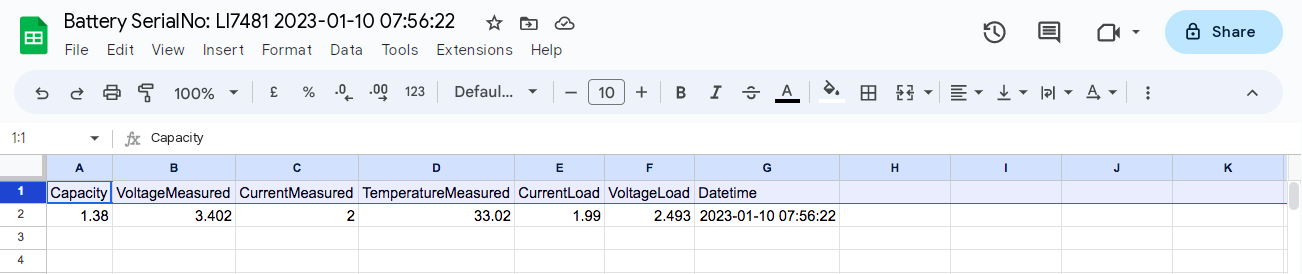 Battery SerialNo: LI7481 2023-01-10 07:56:22
File Edit View Insert Format Data Tools Extensions Help
Share
100% £ % .0 .00 123 Defaul... 10 B I S A A
1:1 fx Capacity
A B C D E F G H I J K
1 Capacity VoltageMeasured CurrentMeasured TemperatureMeasured CurrentLoad VoltageLoad Datetime
2 1.38 3.402 2 33.02 1.99 2.493 2023-01-10 07:56:22
3
4